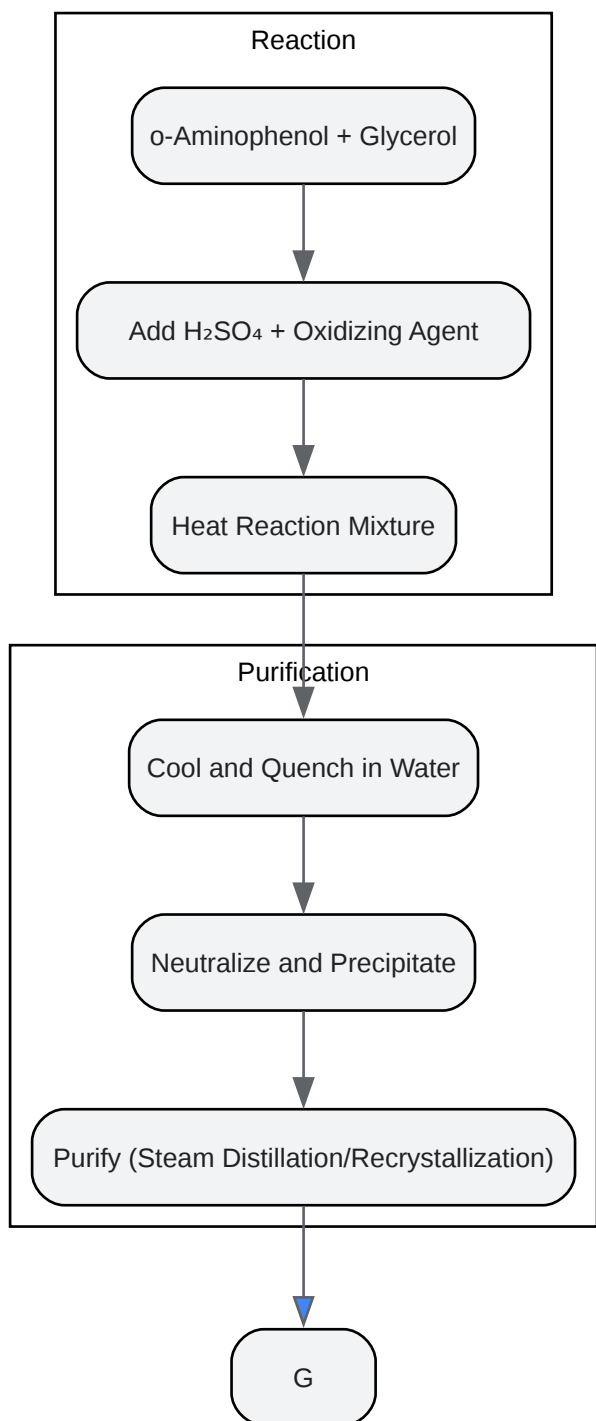 Reaction
o-Aminophenol + Glycerol
Add H₂SO₄ + Oxidizing Agent
Heat Reaction Mixture
Purification
Cool and Quench in Water
Neutralize and Precipitate
Purify (Steam Distillation/Recrystallization)
G